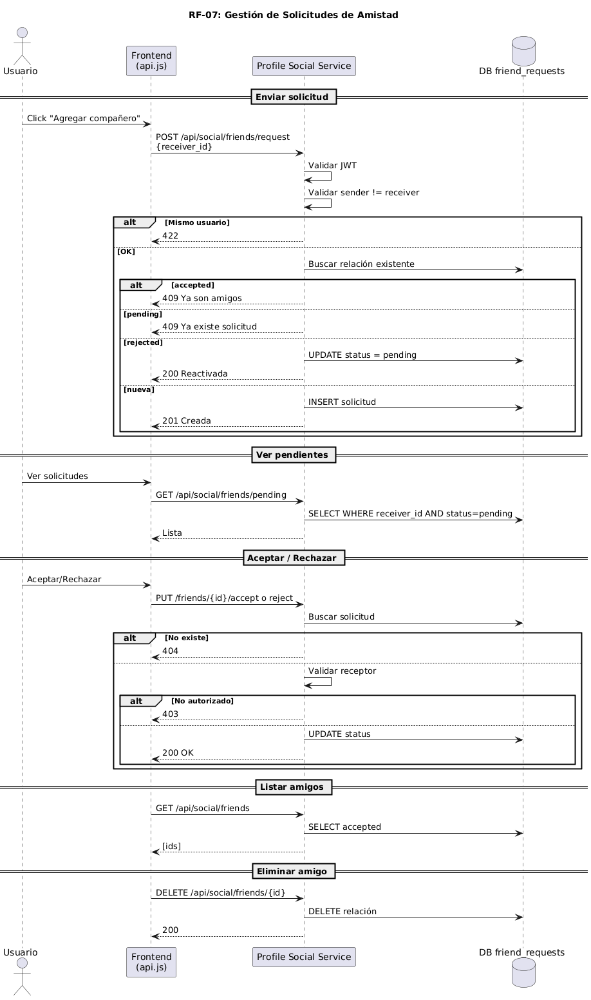 RF-07: Gestión de Solicitudes de Amistad
Usuario
Frontend
(api.js)
Profile Social Service
DB friend_requests
Enviar solicitud
Click "Agregar compañero"
POST /api/social/friends/request
{receiver_id}
Validar JWT
Validar sender != receiver
alt [Mismo usuario]
422
[OK]
Buscar relación existente
alt [accepted]
409 Ya son amigos
[pending]
409 Ya existe solicitud
[rejected]
UPDATE status = pending
200 Reactivada
[nueva]
INSERT solicitud
201 Creada
Ver pendientes
Ver solicitudes
GET /api/social/friends/pending
SELECT WHERE receiver_id AND status=pending
Lista
Aceptar / Rechazar
Aceptar/Rechazar
PUT /friends/{id}/accept o reject
Buscar solicitud
alt [No existe]
404
Validar receptor
alt [No autorizado]
403
UPDATE status
200 OK
Listar amigos
GET /api/social/friends
SELECT accepted
[ids]
Eliminar amigo
DELETE /api/social/friends/{id}
DELETE relación
200
Usuario
Frontend
(api.js)
Profile Social Service
DB friend_requests